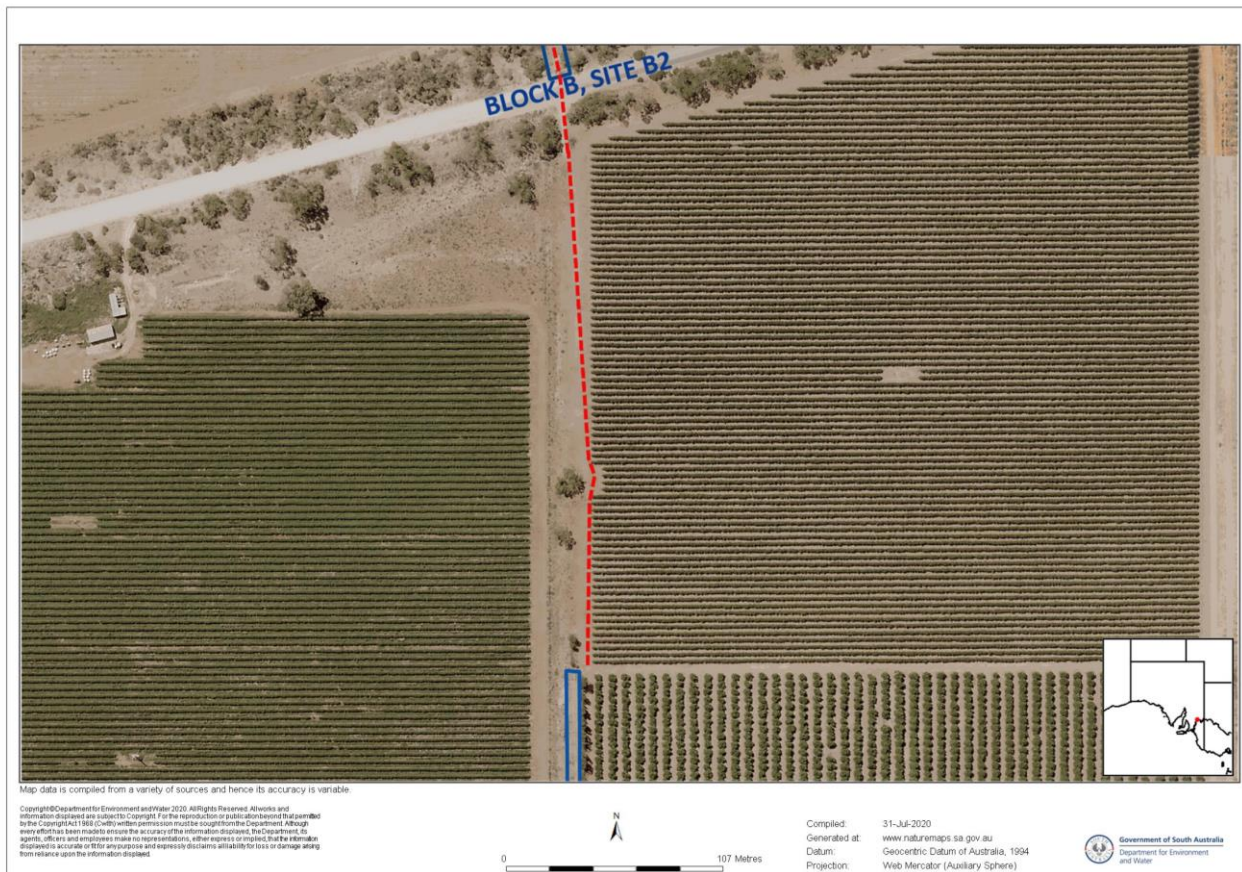 BLOCK B, SITE B2
Map data is compiled from a variety of sources and hence its accuracy is variable.
Copyright©Department for Environment and Water 2020. All Rights Reserved. All works and
information displayed are subject to Copyright. For the reproduction or publication beyond that permitted
by the Copyright Act 1968 (Cwlth) written permission must be sought from the Department. Although
every effort has been made to ensure the accuracy of the information displayed, the Department, its
agents, officers and employees make no representations, either express or implied, that the information
displayed is accurate or fit for any purpose and expressly disclaims all liability for loss or damage arising
from reliance upon the information displayed.
N
0 107 Metres
Compiled: 31-Jul-2020
Generated at: www.naturemaps.sa.gov.au
Datum: Geocentric Datum of Australia, 1994
Projection: Web Mercator (Auxiliary Sphere)
Government of South Australia
Department for Environment
and Water